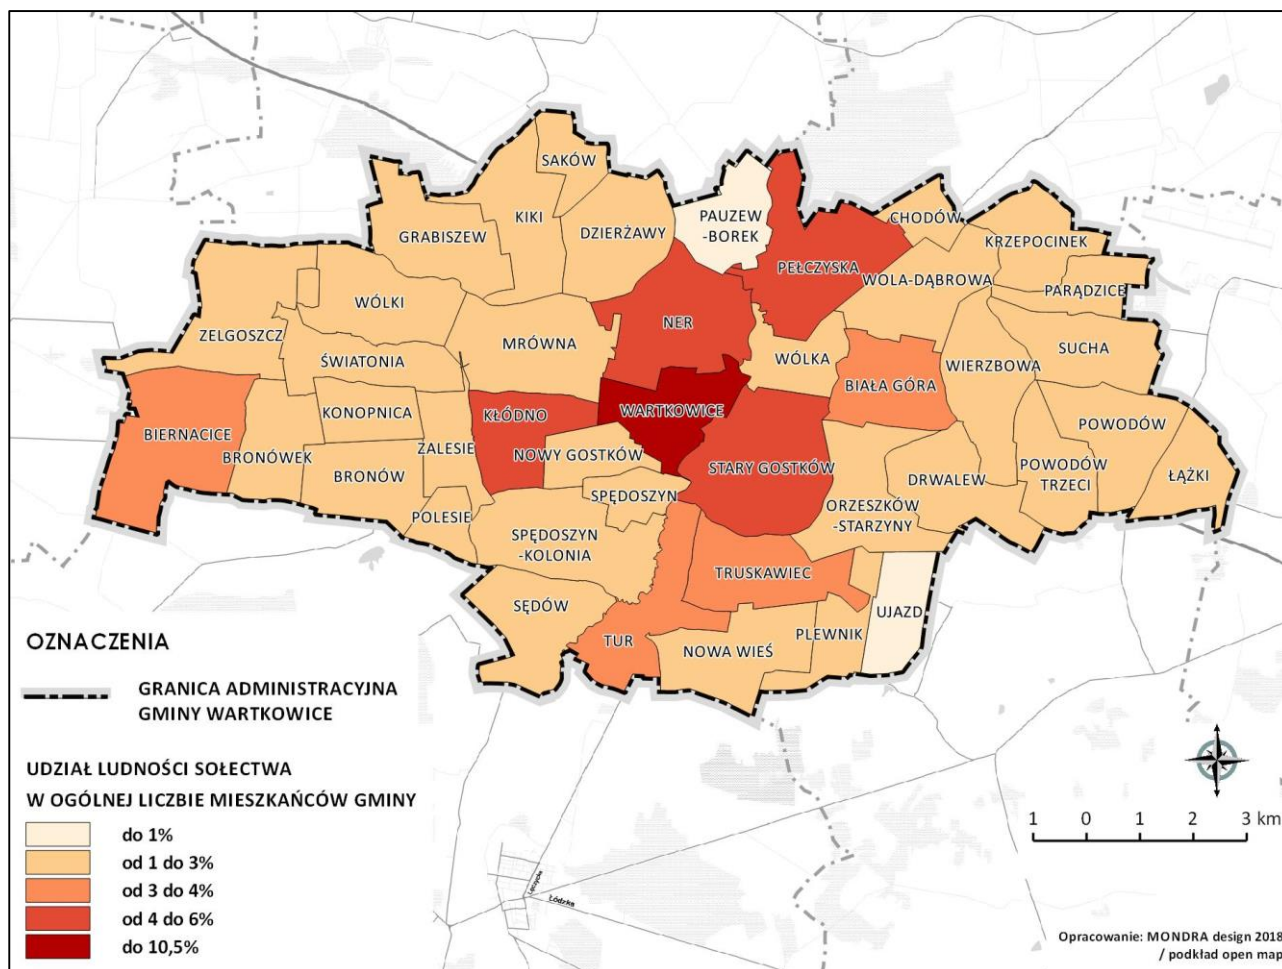 SAKÓW
KIKI
PAUZEW
-BOREK
CHODÓW
GRABISZEW
DZIERŻAWY
KRZEPOCINEK
PEŁCZYSKA
WOLA-DĄBROWA
PARĄDZICE
WÓLKI
NER
ZELGOSZCZ
MRÓWNA
SUCHA
ŚWIATONIA
WÓLKA
WIERZBOWA
BIAŁA GÓRA
KONOPNICA
KŁÓDNO
WARTKOWICE
POWODÓW
BIERNACICE
BRONÓWEK
ZALESIE
NOWY GOSTKÓW
STARY GOSTKÓW
POWODÓW
TRZECI
BRONÓW
ŁĄŻKI
DRWALEW
SPĘDOSZYN
ORZESZKÓW
-STARZYNY
POLESIE
SPĘDOSZYN
-KOLONIA
TRUSKAWIEC
SĘDÓW
UJAZD
TUR
NOWA WIEŚ
PLEWNIK
OZNACZENIA
GRANICA ADMINISTRACYJNA
GMINY WARTKOWICE
UDZIAŁ LUDNOŚCI SOŁECTWA
W OGÓLNEJ LICZBIE MIESZKAŃCÓW GMINY
do 1%
od 1 do 3%
od 3 do 4%
od 4 do 6%
do 10,5%
Łęczycka
Łódzka
1 0 1 2 3 km
Opracowanie: MONDRA design 2018
/ podkład open map